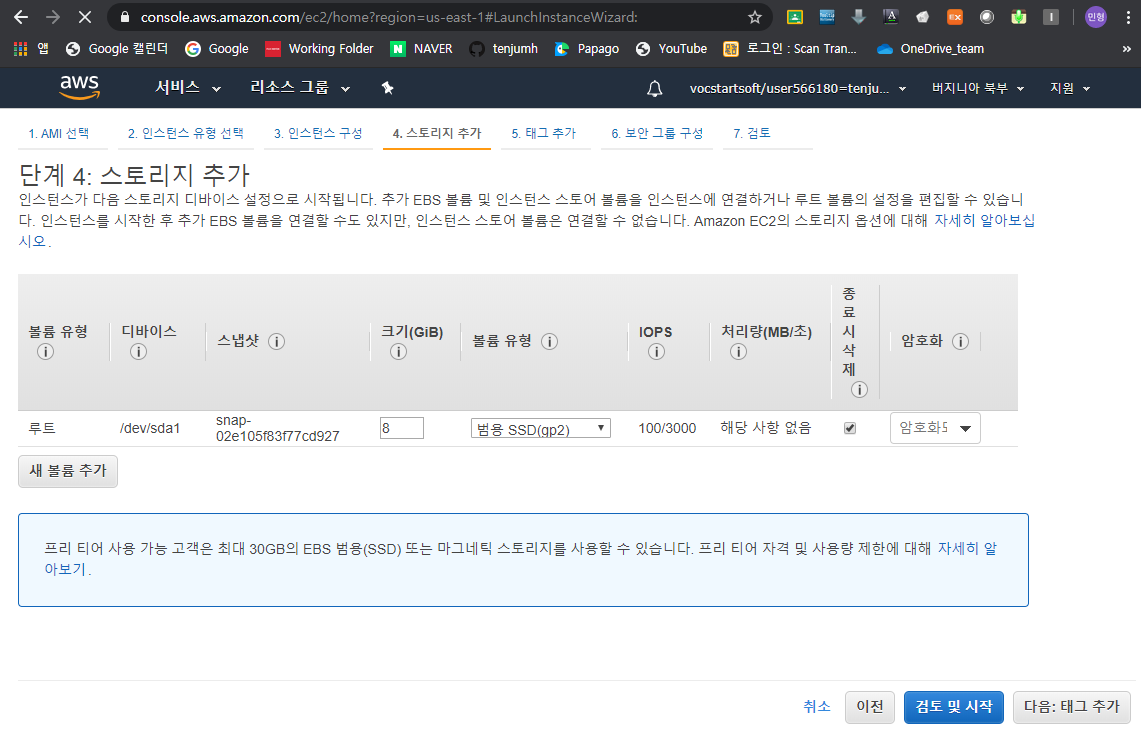 console.aws.amazon.com/ec2/home?region=us-east-1#LaunchInstanceWizard:
민형
앱 Google 캘린더 Google Working Folder NAVER tenjumh Papago YouTube 로그인 : Scan Tran... OneDrive_team »
aws 서비스 리소스 그룹 vocstartsoft/user566180=tenju... 버지니아 북부 지원
1. AMI 선택 2. 인스턴스 유형 선택 3. 인스턴스 구성 4. 스토리지 추가 5. 태그 추가 6. 보안 그룹 구성 7. 검토
단계 4: 스토리지 추가
인스턴스가 다음 스토리지 디바이스 설정으로 시작됩니다. 추가 EBS 볼륨 및 인스턴스 스토어 볼륨을 인스턴스에 연결하거나 루트 볼륨의 설정을 편집할 수 있습니
다. 인스턴스를 시작한 후 추가 EBS 볼륨을 연결할 수도 있지만, 인스턴스 스토어 볼륨은 연결할 수 없습니다. Amazon EC2의 스토리지 옵션에 대해 자세히 알아보십
시오.
볼륨 유형
디바이스
스냅샷
크기(GiB)
볼륨 유형
IOPS
처리량(MB/초)
종
료
시
삭
제
암호화
루트
/dev/sda1
snap-
02e105f83f77cd927
8
범용 SSD(gp2)
100/3000
해당 사항 없음
암호화되
새 볼륨 추가
프리 티어 사용 가능 고객은 최대 30GB의 EBS 범용(SSD) 또는 마그네틱 스토리지를 사용할 수 있습니다. 프리 티어 자격 및 사용량 제한에 대해 자세히 알
아보기.
취소 이전 검토 및 시작 다음: 태그 추가